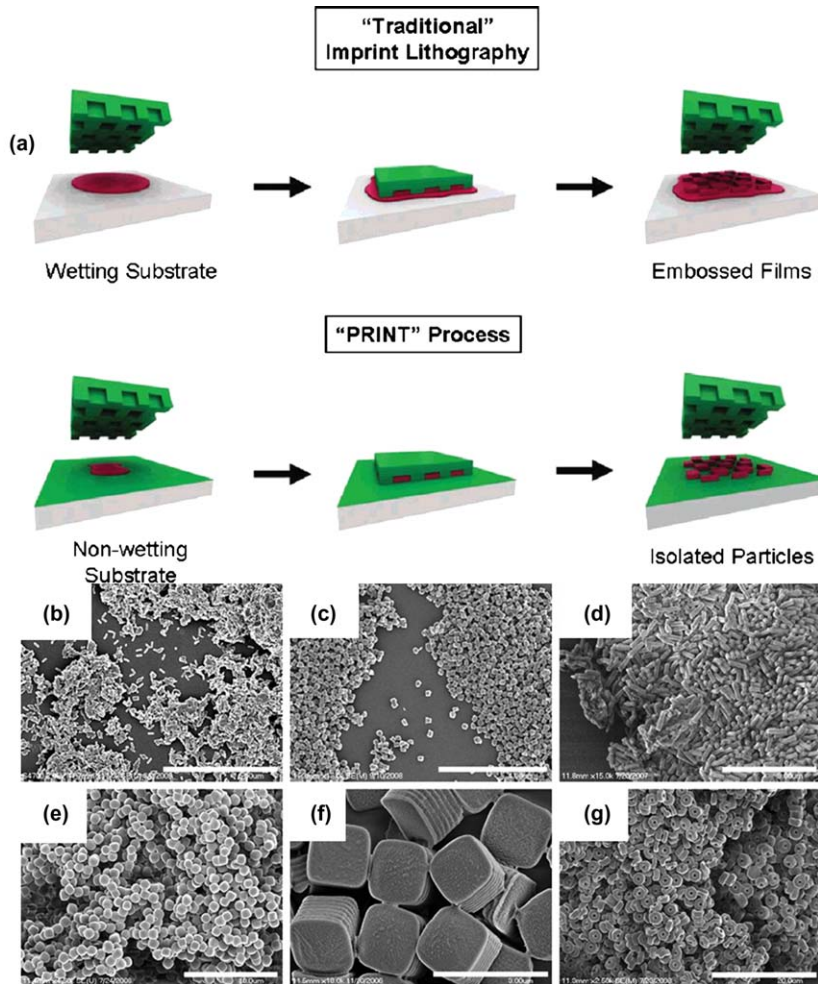 “Traditional”
Imprint Lithography
(a)
Wetting Substrate
Embossed Films
“PRINT” Process
Non-wetting
Substrate
Isolated Particles
(b)
(c)
(d)
(e)
(f)
(g)